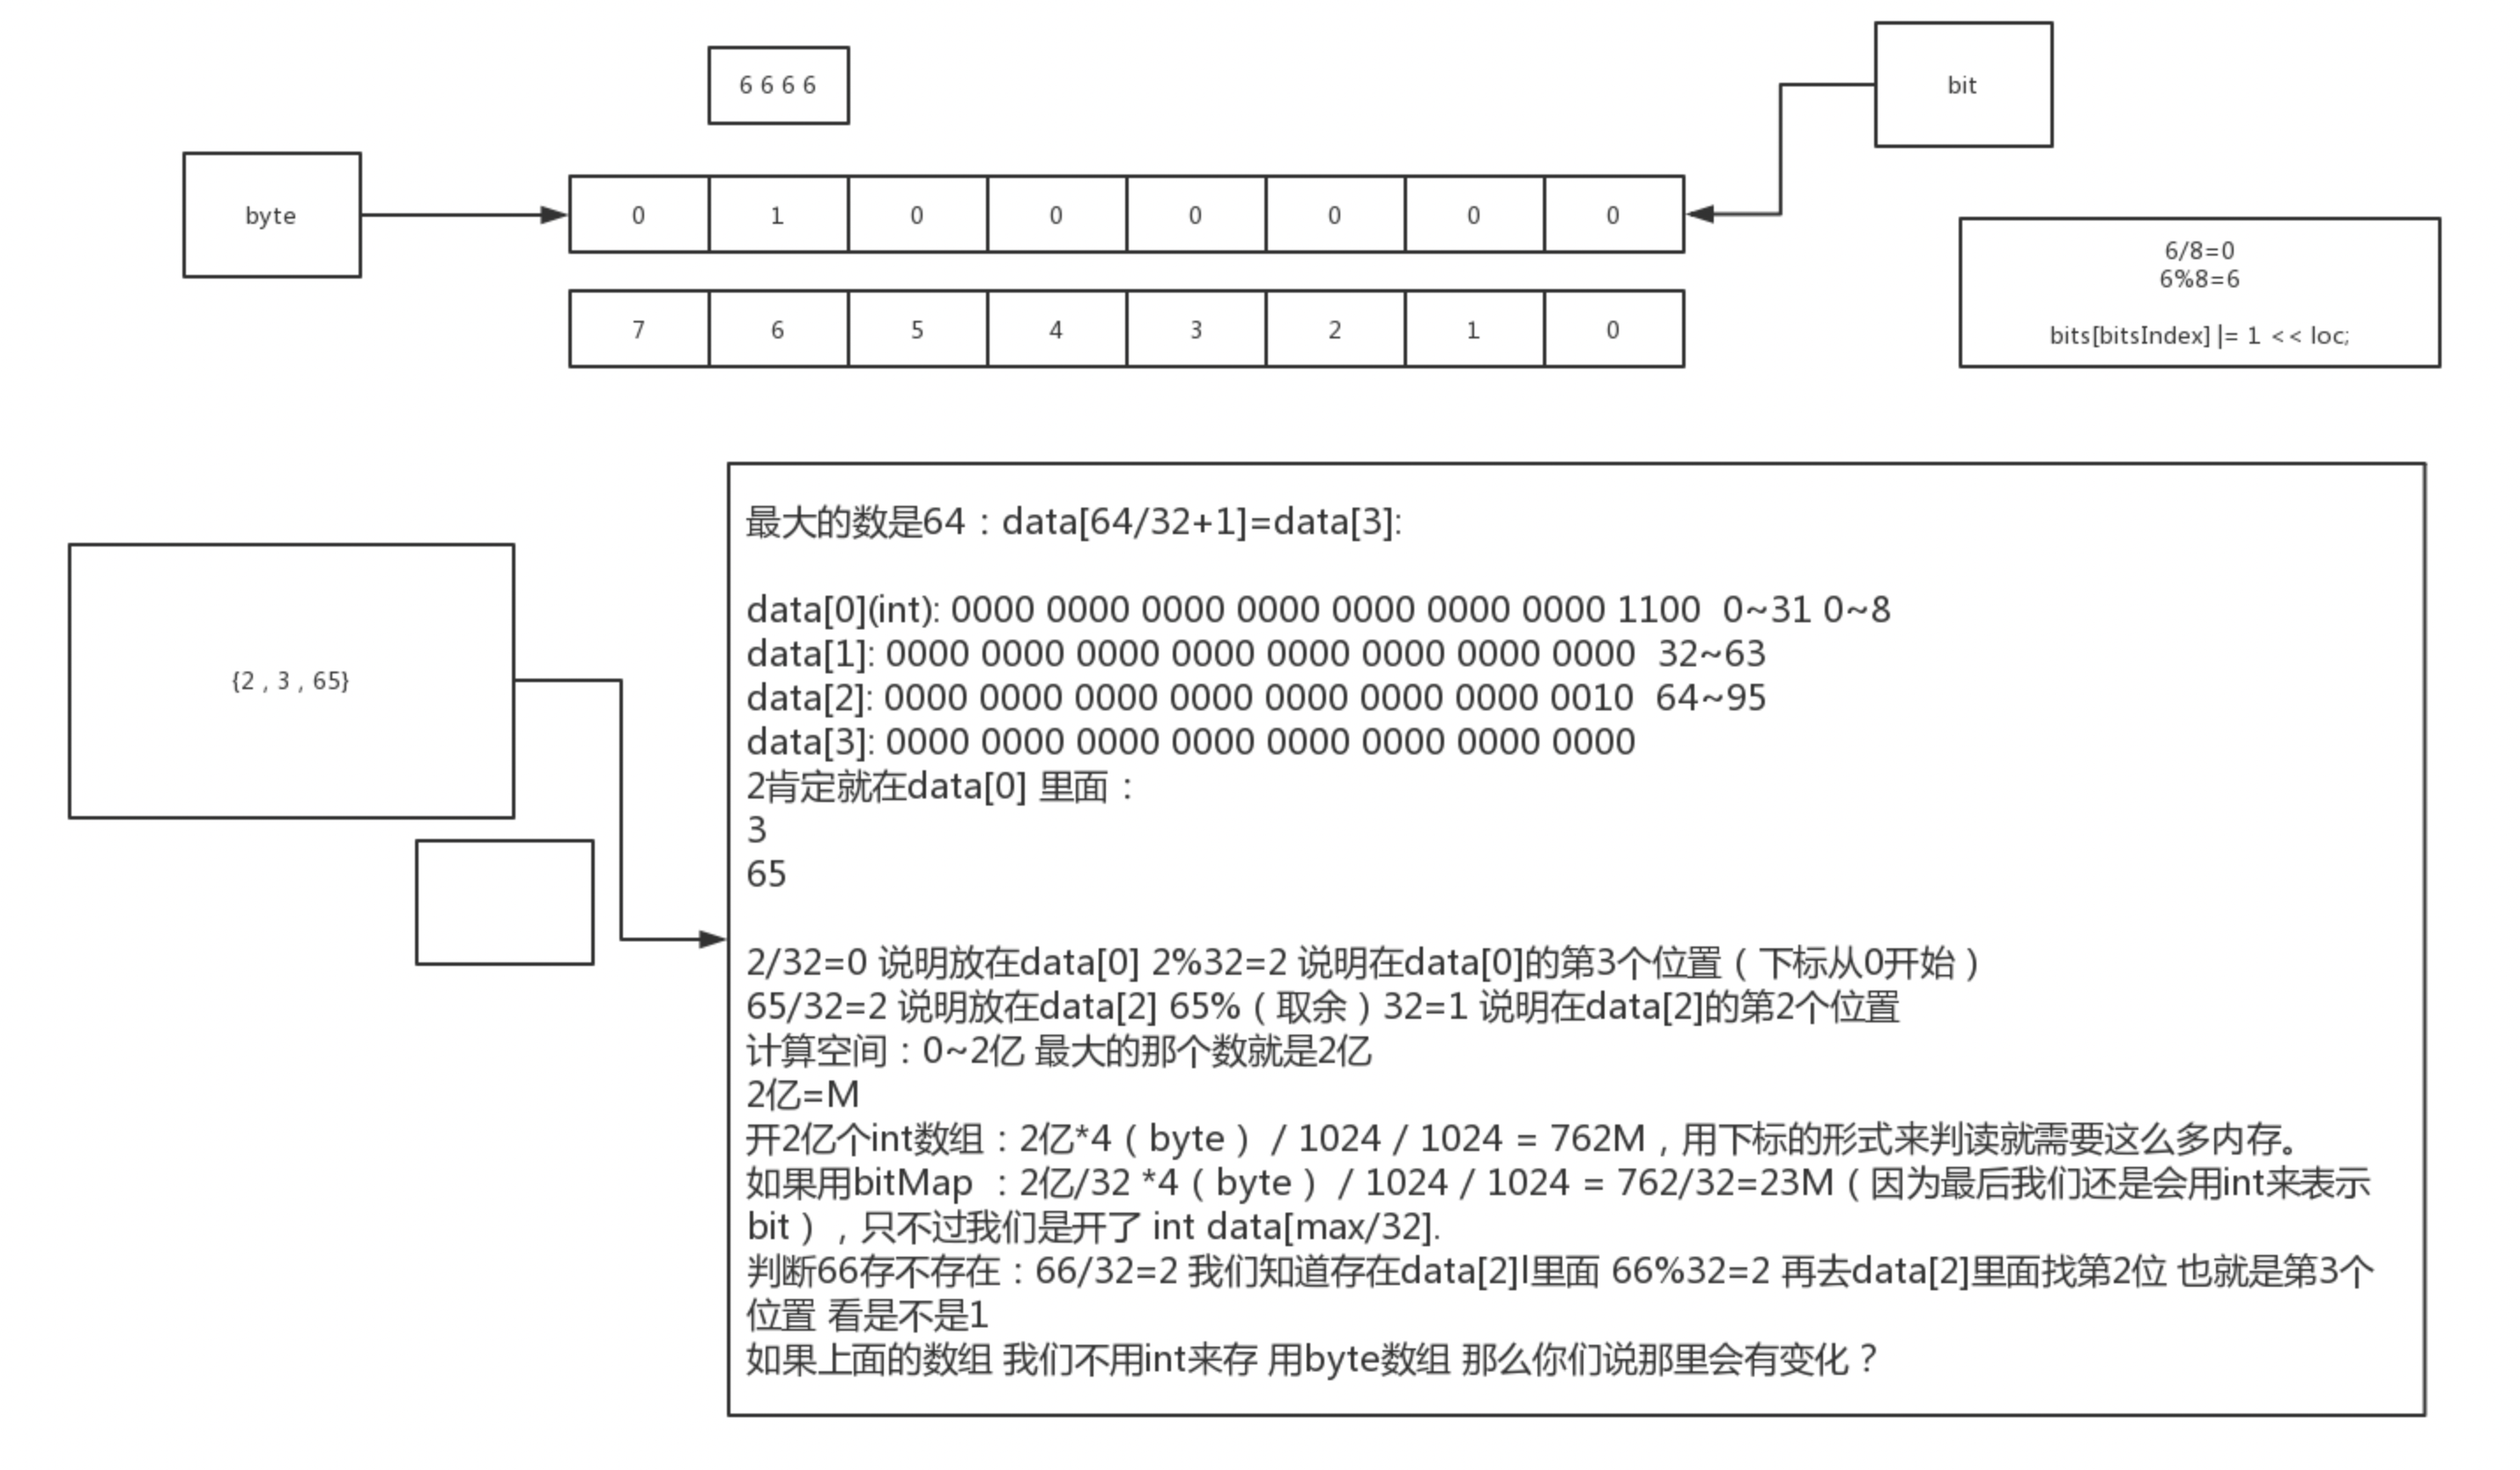 6 6 6 6
bit
byte
0 1 0 0 0 0 0 0
7 6 5 4 3 2 1 0
6/8=0
6%8=6
bits[bitsIndex] |= 1 << loc;
{2 , 3 , 65}
最大的数是64：data[64/32+1]=data[3]:
data[0](int): 0000 0000 0000 0000 0000 0000 0000 1100 0~31 0~8
data[1]: 0000 0000 0000 0000 0000 0000 0000 0000 32~63
data[2]: 0000 0000 0000 0000 0000 0000 0000 0010 64~95
data[3]: 0000 0000 0000 0000 0000 0000 0000 0000
2肯定就在data[0] 里面：
3
65
2/32=0 说明放在data[0] 2%32=2 说明在data[0]的第3个位置（下标从0开始）
65/32=2 说明放在data[2] 65%（取余）32=1 说明在data[2]的第2个位置
计算空间：0~2亿 最大的那个数就是2亿
2亿=M
开2亿个int数组：2亿*4（byte）/ 1024 / 1024 = 762M，用下标的形式来判读就需要这么多内存。
如果用bitMap ：2亿/32 *4（byte）/ 1024 / 1024 = 762/32=23M（因为最后我们还是会用int来表示
bit），只不过我们是开了 int data[max/32].
判断66存不存在：66/32=2 我们知道存在data[2]l里面 66%32=2 再去data[2]里面找第2位 也就是第3个
位置 看是不是1
如果上面的数组 我们不用int来存 用byte数组 那么你们说那里会有变化？